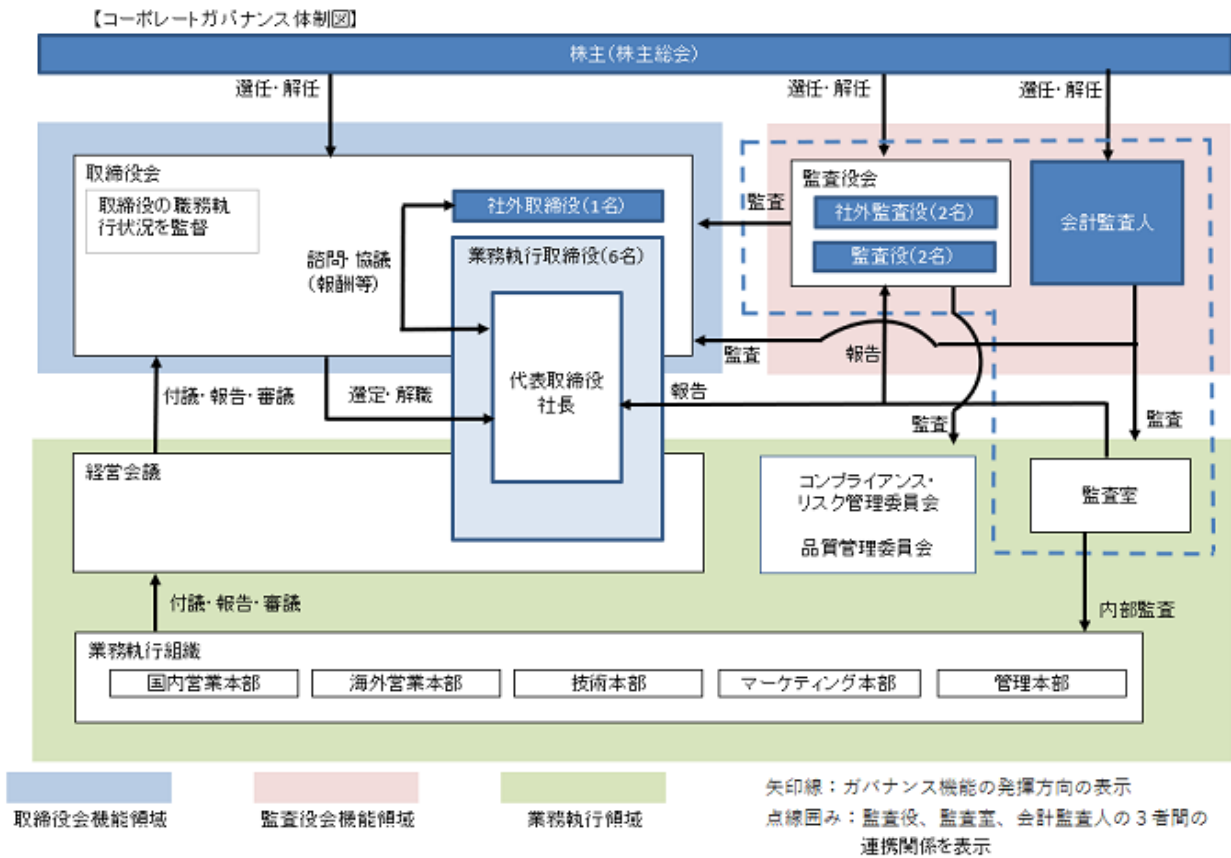 【コーポレートガバナンス体制図】
株主(株主総会)
選任・解任
選任・解任
選任・解任
取締役会
取締役の職務執
行状況を監督
社外取締役(1名)
諮問・協議
(報酬等)
業務執行取締役(6名)
代表取締役
社長
監査
監査役会
社外監査役(2名)
監査役(2名)
会計監査人
監査
報告
付議・報告・審議
選定・解職
報告
監査
監査
経営会議
コンプライアンス・
リスク管理委員会
品質管理委員会
監査室
付議・報告・審議
内部監査
業務執行組織
国内営業本部
海外営業本部
技術本部
マーケティング本部
管理本部
取締役会機能領域
監査役会機能領域
業務執行領域
矢印線：ガバナンス機能の発揮方向の表示
点線囲み：監査役、監査室、会計監査人の３者間の
連携関係を表示